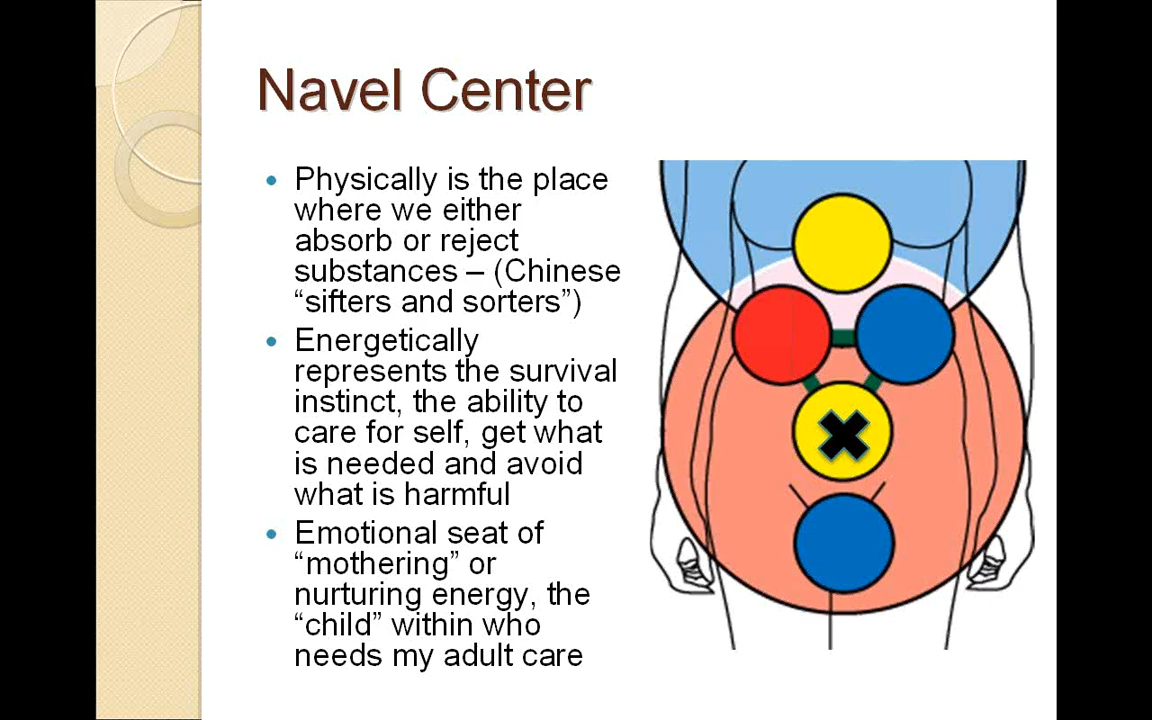 Navel Center
• Physically is the place
where we either
absorb or reject
substances – (Chinese
“sifters and sorters”)
• Energetically
represents the survival
instinct, the ability to
care for self, get what
is needed and avoid
what is harmful
• Emotional seat of
“mothering” or
nurturing energy, the
“child” within who
needs my adult care